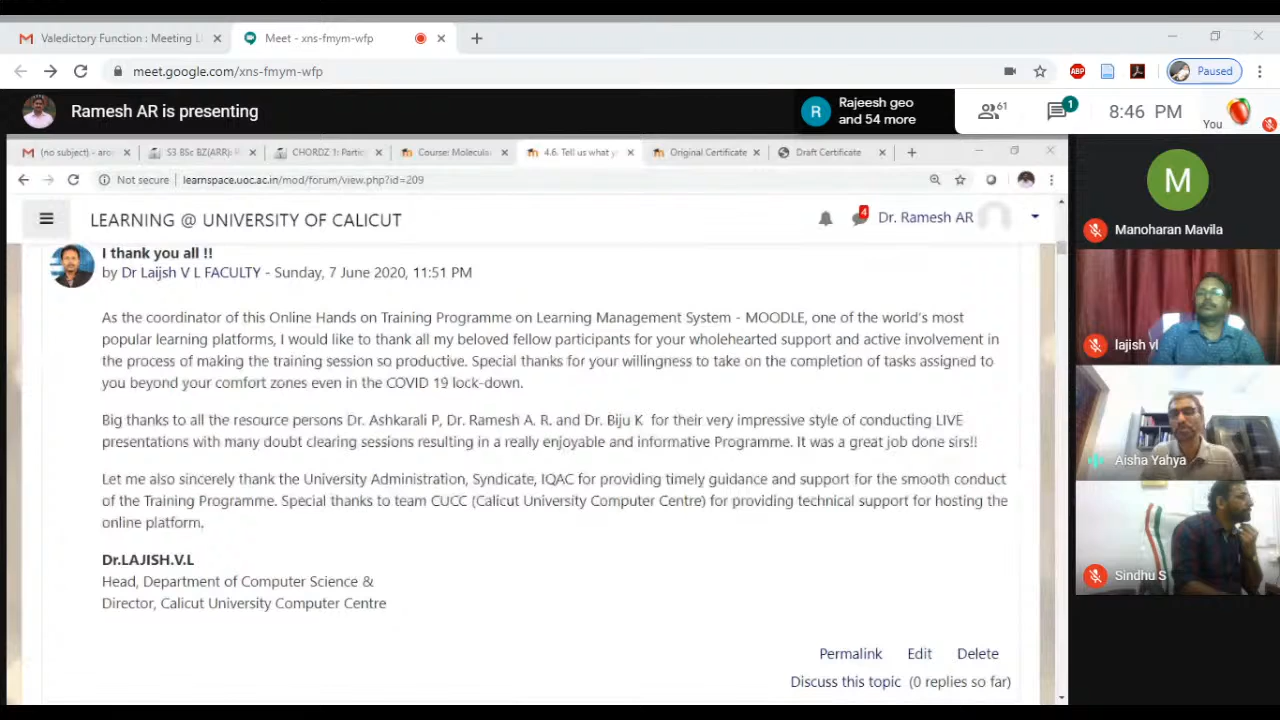 Valedictory Function : Meeting L
Meet - xns-fmym-wfp
meet.google.com/xns-fmym-wfp
ABP
Paused
Ramesh AR is presenting
R
Rajeesh geo
and 54 more
61
1
8:46 PM
You
(no subject) - aro
S3 BSc BZ(ARR):
CHORDZ 1: Partic
Course: Molecula
4.6. Tell us what y
Original Certificate
Draft Certificate
Not secure
learnspace.uoc.ac.in/mod/forum/view.php?id=209
LEARNING @ UNIVERSITY OF CALICUT
4
Dr. Ramesh AR
I thank you all !!
by Dr Laijsh V L FACULTY - Sunday, 7 June 2020, 11:51 PM
As the coordinator of this Online Hands on Training Programme on Learning Management System - MOODLE, one of the world's most
popular learning platforms, I would like to thank all my beloved fellow participants for your wholehearted support and active involvement in
the process of making the training session so productive. Special thanks for your willingness to take on the completion of tasks assigned to
you beyond your comfort zones even in the COVID 19 lock-down.
Big thanks to all the resource persons Dr. Ashkarali P, Dr. Ramesh A. R. and Dr. Biju K for their very impressive style of conducting LIVE
presentations with many doubt clearing sessions resulting in a really enjoyable and informative Programme. It was a great job done sirs!!
Let me also sincerely thank the University Administration, Syndicate, IQAC for providing timely guidance and support for the smooth conduct
of the Training Programme. Special thanks to team CUCC (Calicut University Computer Centre) for providing technical support for hosting the
online platform.
Dr.LAJISH.V.L
Head, Department of Computer Science &
Director, Calicut University Computer Centre
Permalink Edit Delete
Discuss this topic (0 replies so far)
M
Manoharan Mavila
lajish vl
Aisha Yahya
Sindhu S